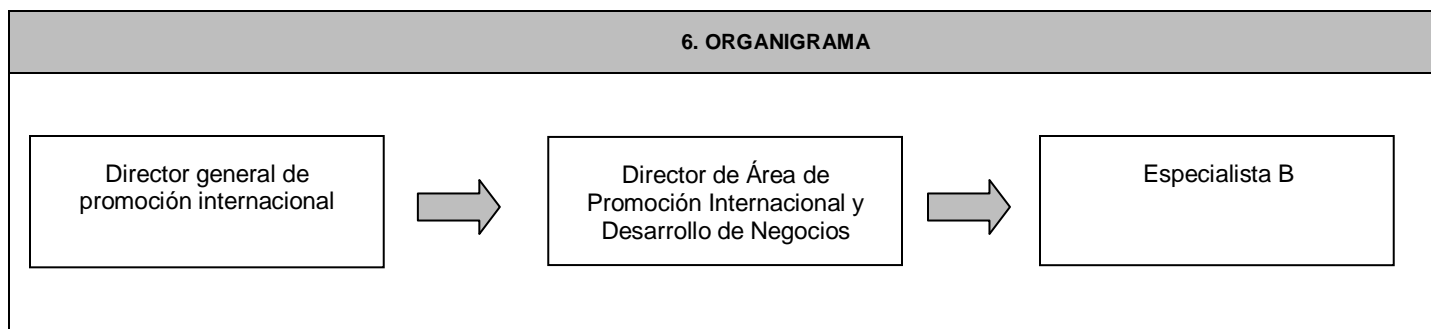 6. ORGANIGRAMA
Director general de
promoción internacional
Director de Área de
Promoción Internacional y
Desarrollo de Negocios
Especialista B